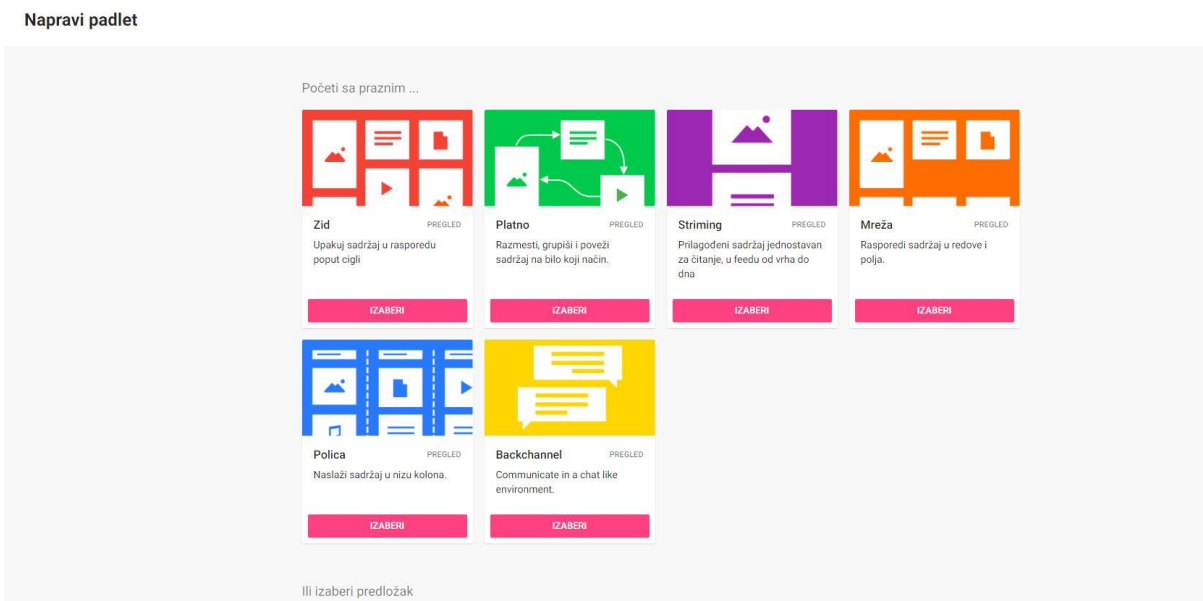 Napravi padlet
Početi sa praznim ...
Zid PREGLED
Upakuj sadržaj u rasporedu
poput cigli
IZABERI
Platno PREGLED
Razmesti, grupiši i poveži
sadržaj na bilo koji način.
IZABERI
Striming PREGLED
Prilagođeni sadržaj jednostavan
za čitanje, u feedu od vrha do
dna
IZABERI
Mreža PREGLED
Rasporedi sadržaj u redove i
polja.
IZABERI
Polica PREGLED
Naslaži sadržaj u nizu kolona.
IZABERI
Backchannel PREGLED
Communicate in a chat like
environment.
IZABERI
Ili izaberi predložak